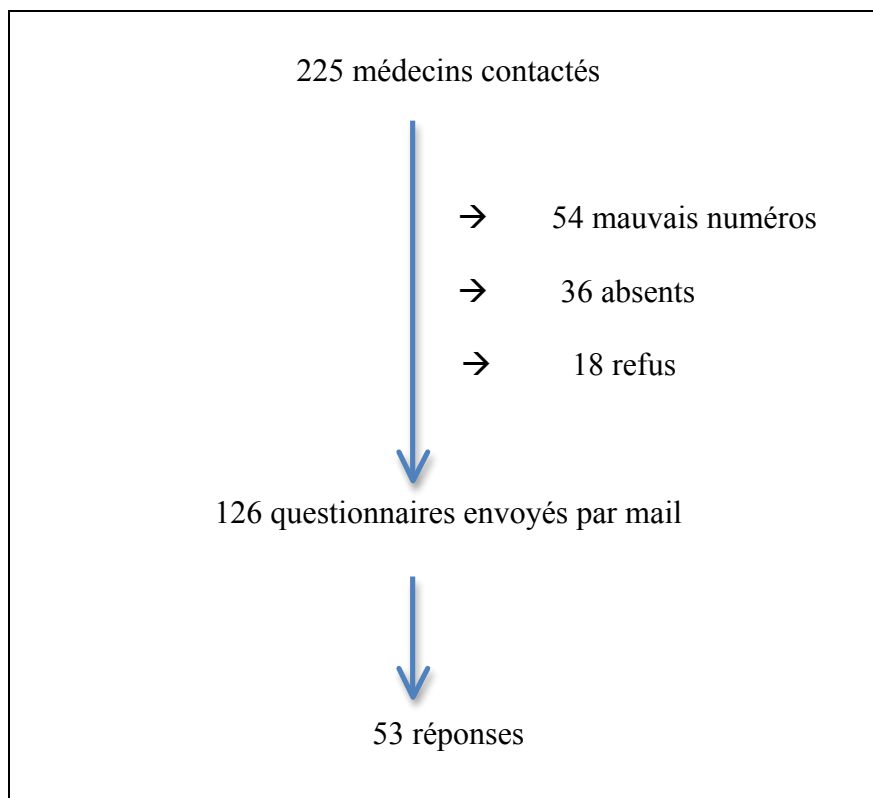 225 médecins contactés
→ 54 mauvais numéros
→ 36 absents
→ 18 refus
126 questionnaires envoyés par mail
53 réponses